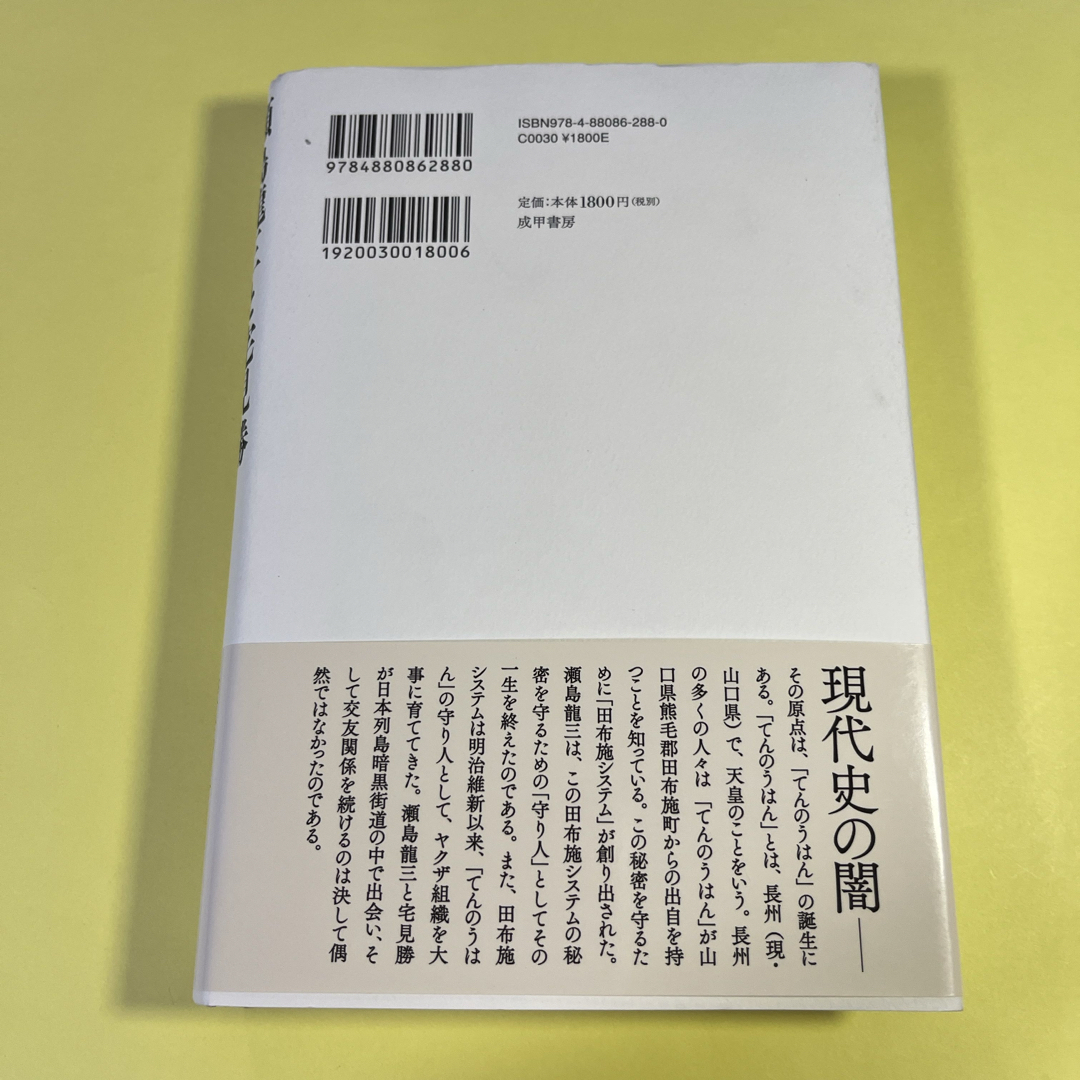 ISBN978-4-88086-288-0
C0030 ¥1800E
9784880862880
定価：本体1800円（税別）
成甲書房
1920030018006
現代史の闇――
その原点は、「てんのうはん」の誕生に
ある。「てんのうはん」とは、長州（現・
山口県）で、天皇のことをいう。長州
の多くの人々は「てんのうはん」が山
口県熊毛郡田布施町からの出自を持
つことを知っている。この秘密を守るた
めに「田布施システム」が創り出された。
瀬島龍三は、この田布施システムの秘
密を守るための「守り人」としてその
一生を終えたのである。また、田布施
システムは明治維新以来、「てんのうは
ん」の守り人として、ヤクザ組織を大
事に育ててきた。瀬島龍三と宅見勝
が日本列島暗黒街道の中で出会い、そ
して交友関係を続けるのは決して偶
然ではなかったのである。
瀬島龍三と宅見勝